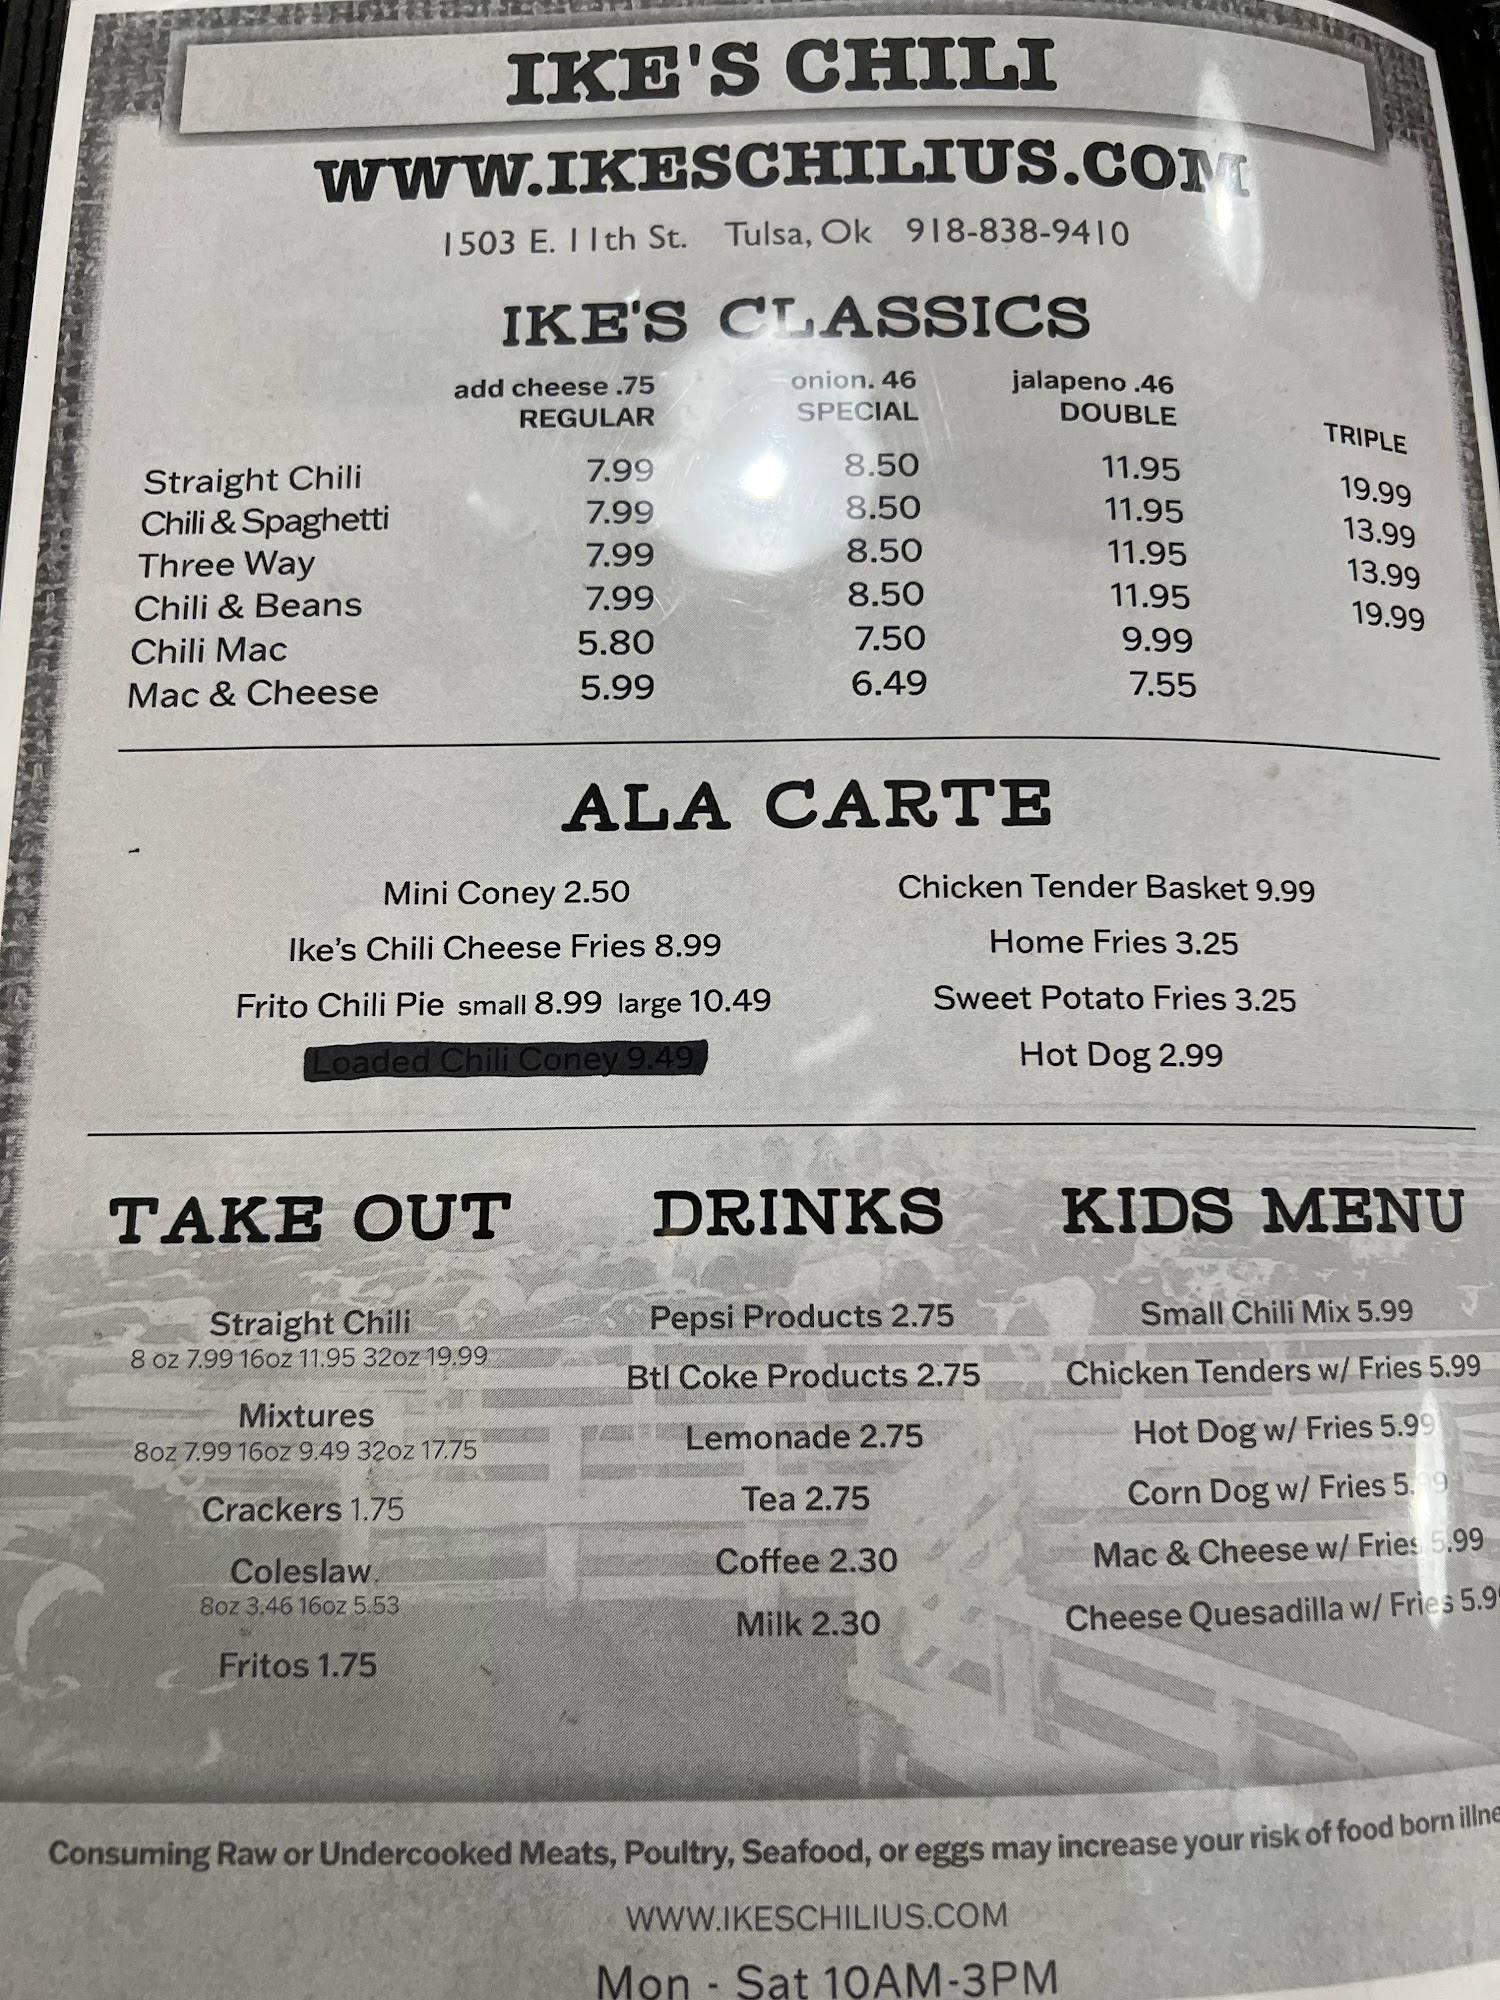 IKE'S CHILI
WWW.IKESCHILIUS.COM
1503 E. 11th St. Tulsa, Ok 918-838-9410
IKE'S CLASSICS
add cheese .75 onion. 46 jalapeno .46
REGULAR SPECIAL DOUBLE TRIPLE
Straight Chili 7.99 8.50 11.95 19.99
Chili & Spaghetti 7.99 8.50 11.95 13.99
Three Way 7.99 8.50 11.95 13.99
Chili & Beans 7.99 8.50 11.95 19.99
Chili Mac 5.80 7.50 9.99
Mac & Cheese 5.99 6.49 7.55
ALA CARTE
Mini Coney 2.50
Ike's Chili Cheese Fries 8.99
Frito Chili Pie small 8.99 large 10.49
Loaded Chili Coney 9.49
Chicken Tender Basket 9.99
Home Fries 3.25
Sweet Potato Fries 3.25
Hot Dog 2.99
TAKE OUT
Straight Chili
8 oz 7.99 16oz 11.95 32oz 19.99
Mixtures
8oz 7.99 16oz 9.49 32oz 17.75
Crackers 1.75
Coleslaw.
8oz 3.46 16oz 5.53
Fritos 1.75
DRINKS
Pepsi Products 2.75
Btl Coke Products 2.75
Lemonade 2.75
Tea 2.75
Coffee 2.30
Milk 2.30
KIDS MENU
Small Chili Mix 5.99
Chicken Tenders w/ Fries 5.99
Hot Dog w/ Fries 5.99
Corn Dog w/ Fries 5.99
Mac & Cheese w/ Fries 5.99
Cheese Quesadilla w/ Fries
Consuming Raw or Undercooked Meats, Poultry, Seafood, or eggs may increase your risk of food born
WWW.IKESCHILIUS.COM
Mon - Sat 10AM-3PM